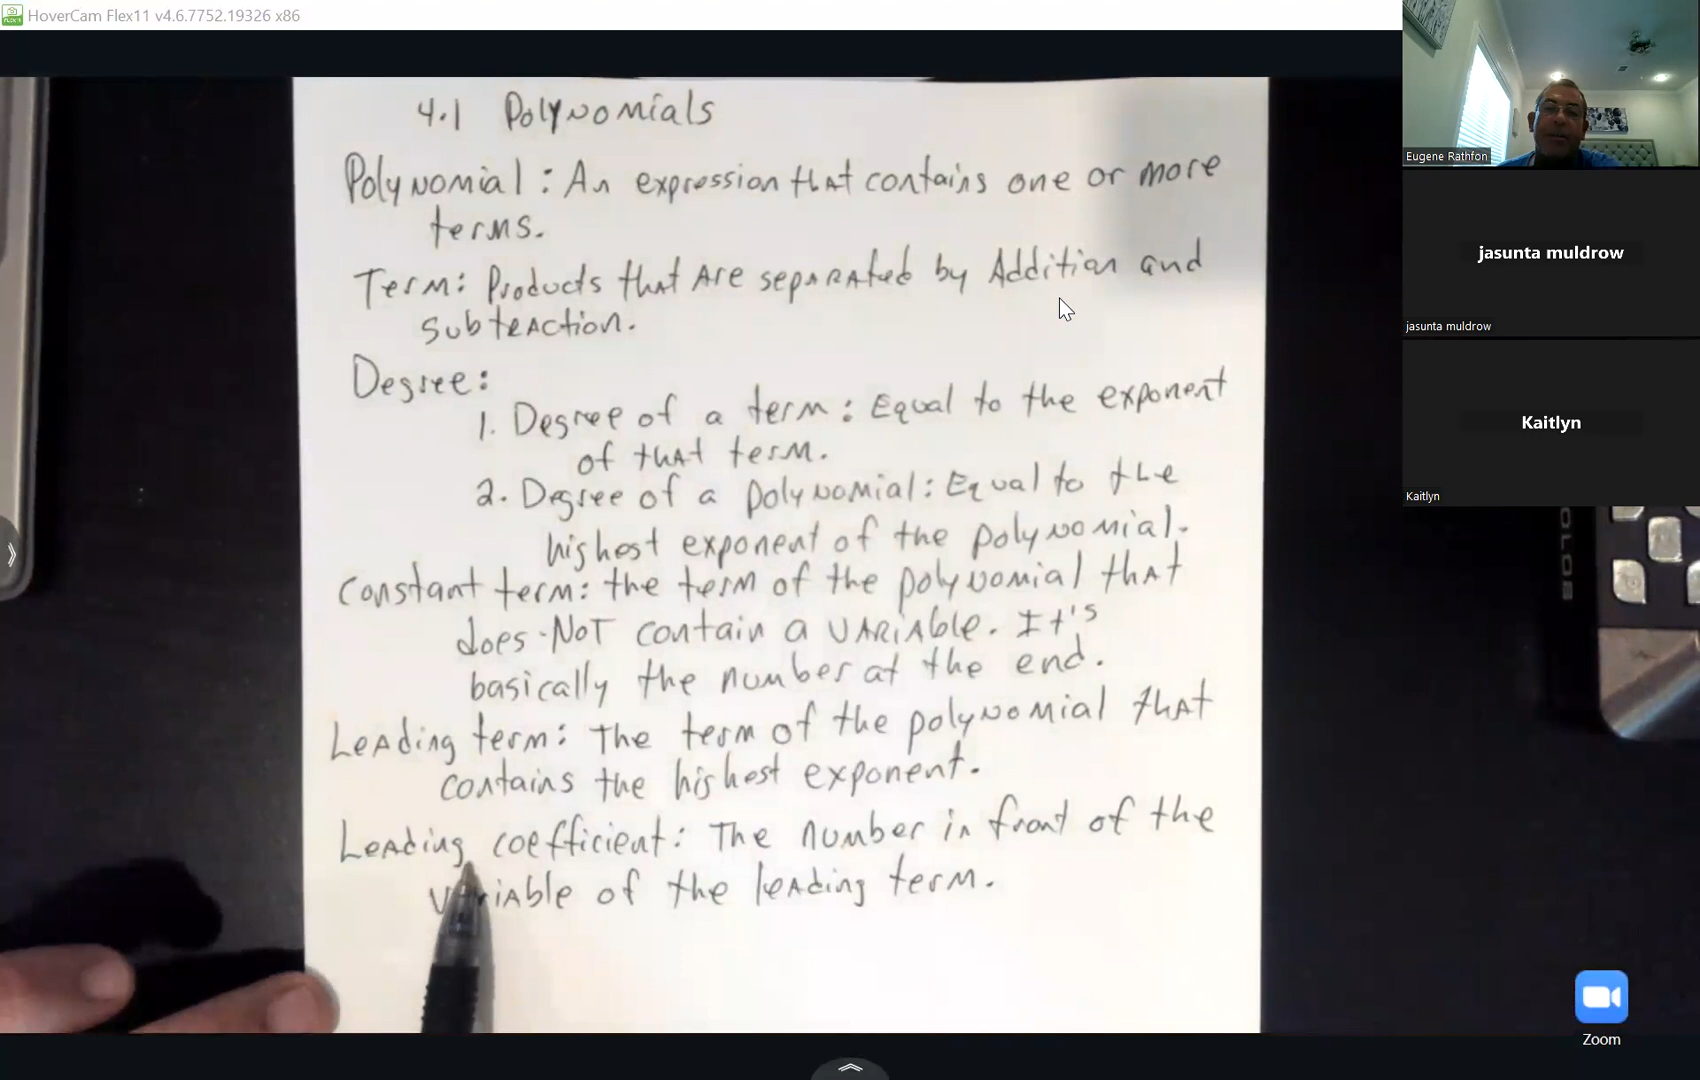 HoverCam Flex11 v4.6.7752.19326 x86
4.1 Polynomials
Polynomial: An expression that contains one or more
terms.
Term: Products that Are separated by Addition and
subtraction.
Degree:
1. Degree of a term: Equal to the exponent
of that term.
2. Degree of a polynomial: Equal to the
highest exponent of the polynomial.
Constant term: the term of the polynomial that
does NOT contain a variable. It's
basically the number at the end.
Leading term: The term of the polynomial that
contains the highest exponent.
Leading coefficient: The number in front of the
variable of the leading term.
Eugene Rathfon
jasunta muldrow
jasunta muldrow
Kaitlyn
Kaitlyn
Zoom